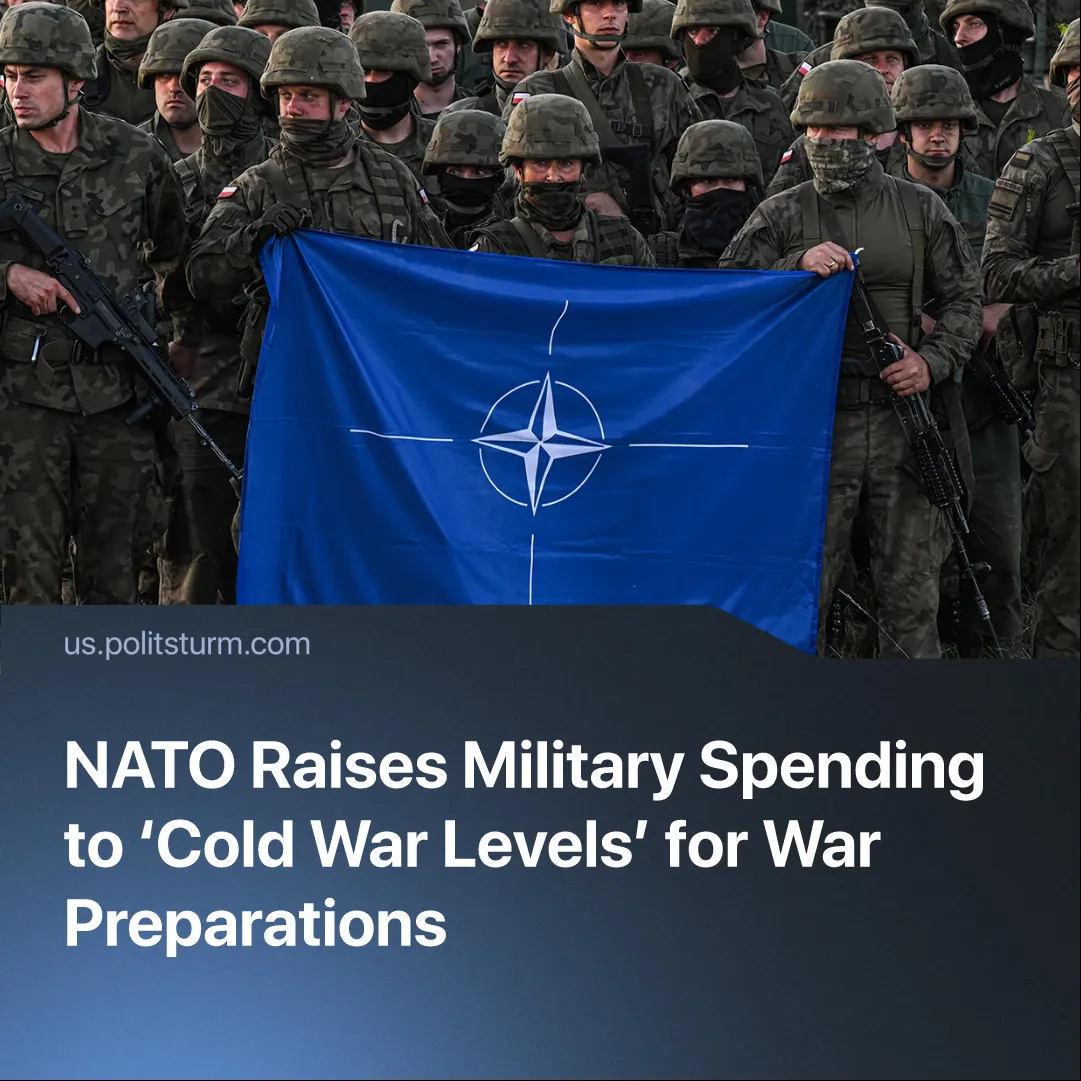 us.politsturm.com
NATO Raises Military Spending
to ‘Cold War Levels’ for War
Preparations